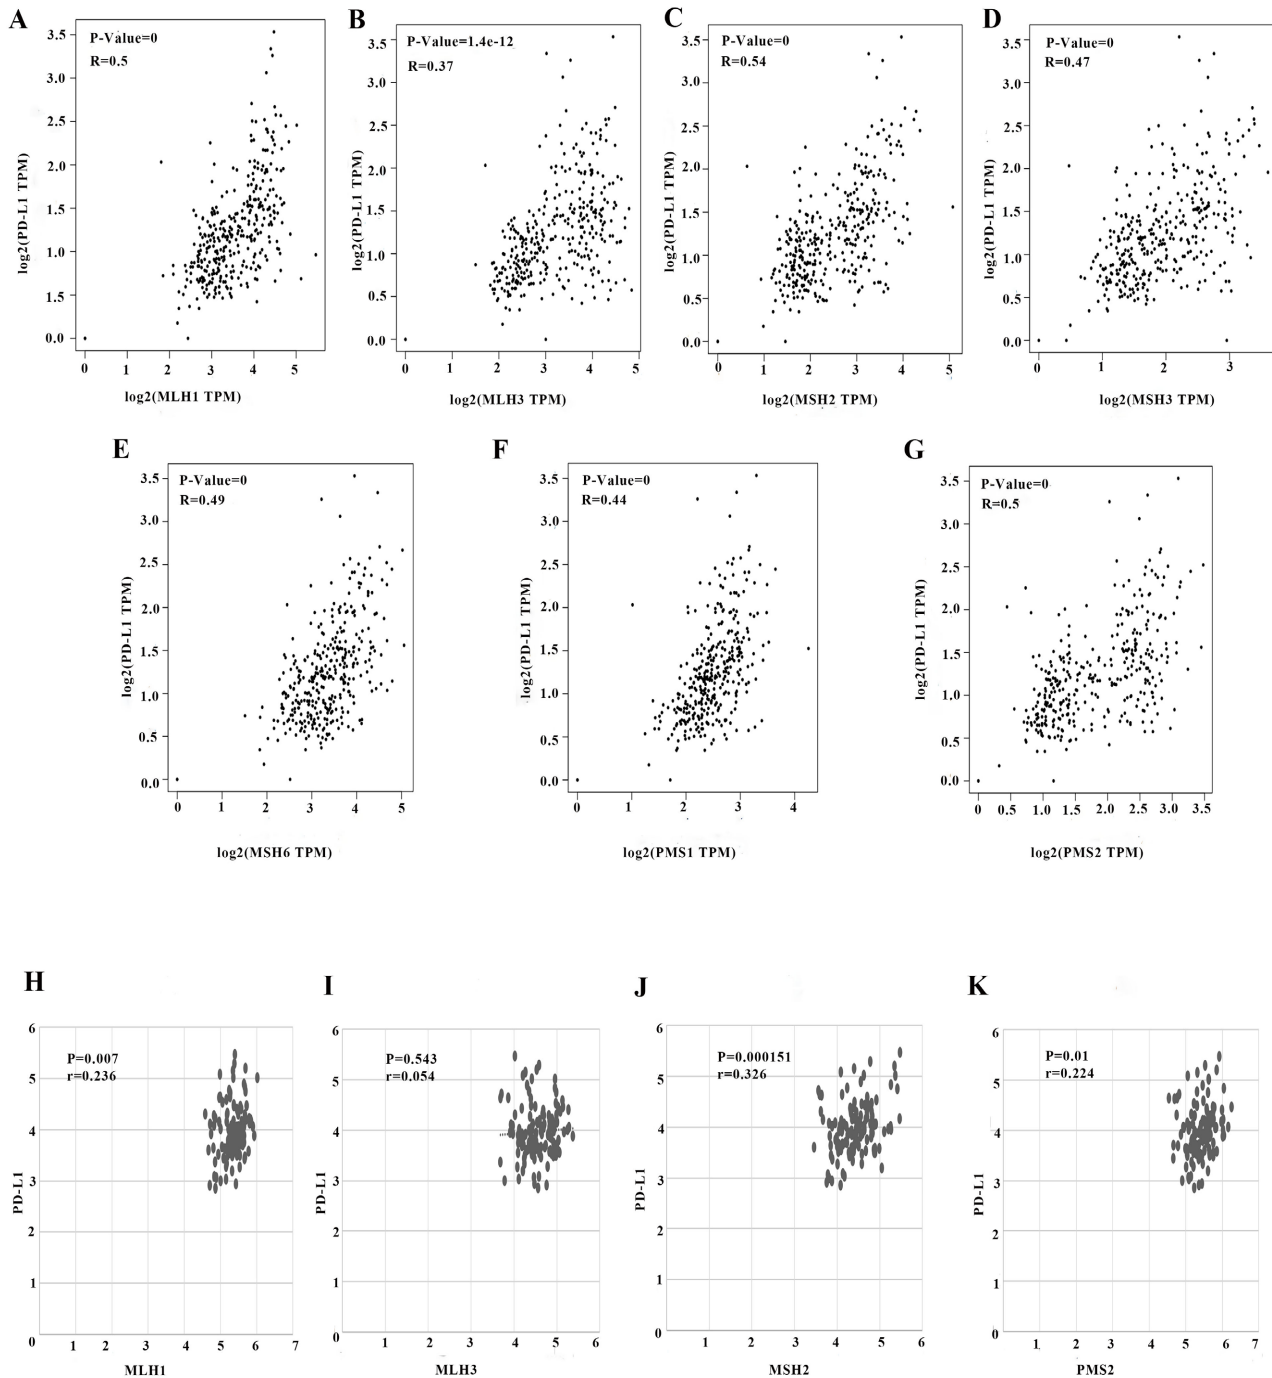 A
P-Value=0
R=0.5
3.5
3.0
2.5
2.0
1.5
1.0
1.5
0.0
log2(PD-L1 TPM)
0 1 2 3 4 5
log2(MLH1 TPM)
B
P-Value=1.4e-12
R=0.37
3.5
3.0
2.5
2.0
1.5
1.0
0.5
0.0
log2(PD-L1 TPM)
0 1 2 3 4 5
log2(MLH3 TPM)
C
P-Value=0
R=0.54
3.5
3.0
2.5
2.0
1.5
1.0
0.5
0.0
log2(PD-L1 TPM)
0 1 2 3 4 5
log2(MSH2 TPM)
D
P-Value=0
R=0.47
3.5
3.0
2.5
2.0
1.5
1.0
0.5
0.0
log2(PD-L1 TPM)
0 1 2 3
log2(MSH3 TPM)
E
P-Value=0
R=0.49
3.5
3.0
2.5
2.0
1.5
1.0
0.5
0.0
log2(PD-L1 TPM)
0 1 2 3 4 5
log2(MSH6 TPM)
F
P-Value=0
R=0.44
3.5
3.0
2.5
2.0
1.5
1.0
0.5
0.0
log2(PD-L1 TPM)
0 1 2 3 4
log2(PMS1 TPM)
G
P-Value=0
R=0.5
3.5
3.0
2.5
2.0
1.5
1.0
0.5
0.0
log2(PD-L1 TPM)
0 0.5 1.0 1.5 2.0 2.5 3.0 3.5
log2(PMS2 TPM)
H
P=0.007
r=0.236
6
5
4
3
2
1
0
PD-L1
1 2 3 4 5 6 7
MLH1
I
P=0.543
r=0.054
6
5
4
3
2
1
0
PD-L1
1 2 3 4 5 6
MLH3
J
P=0.000151
r=0.326
6
5
4
3
2
1
0
PD-L1
1 2 3 4 5 6
MSH2
K
P=0.01
r=0.224
6
5
4
3
2
1
0
PD-L1
1 2 3 4 5 6 7
PMS2